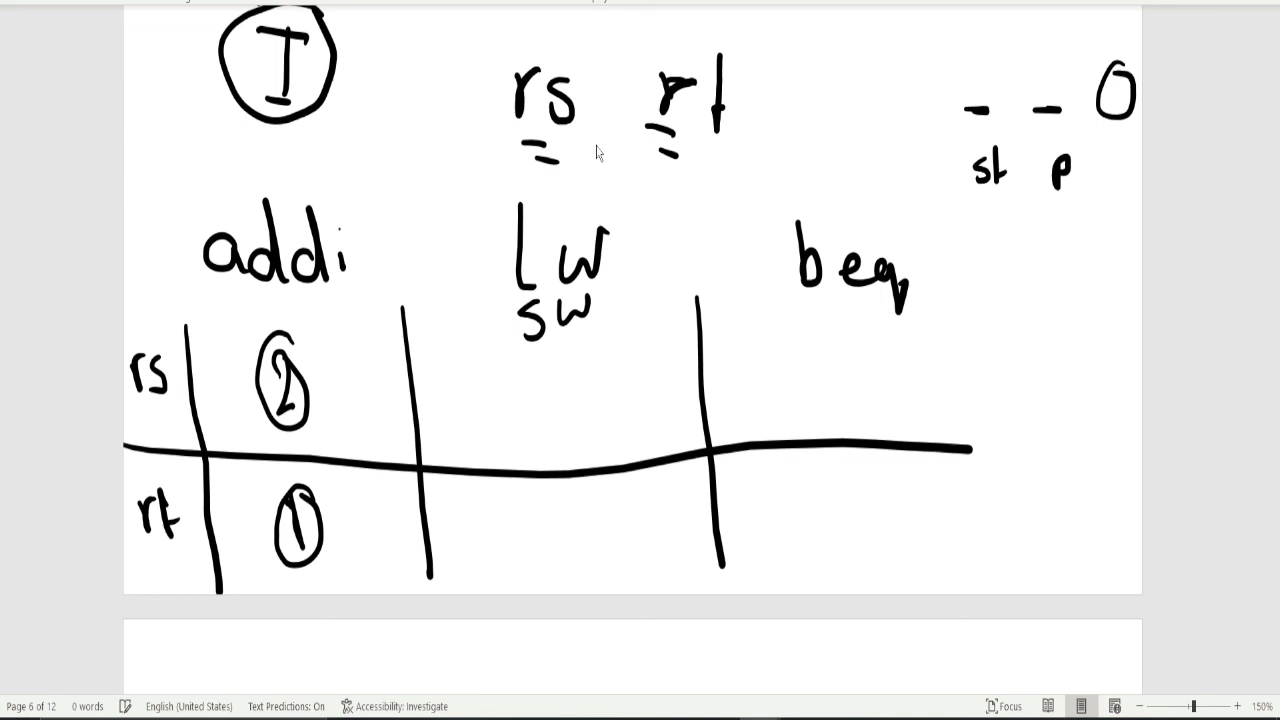 I
rs rt _ _ 0
st p
addi lw beq
sw
rs 2
rt 1
Page 6 of 12 0 words English (United States) Text Predictions: On Accessibility: Investigate Focus 150%